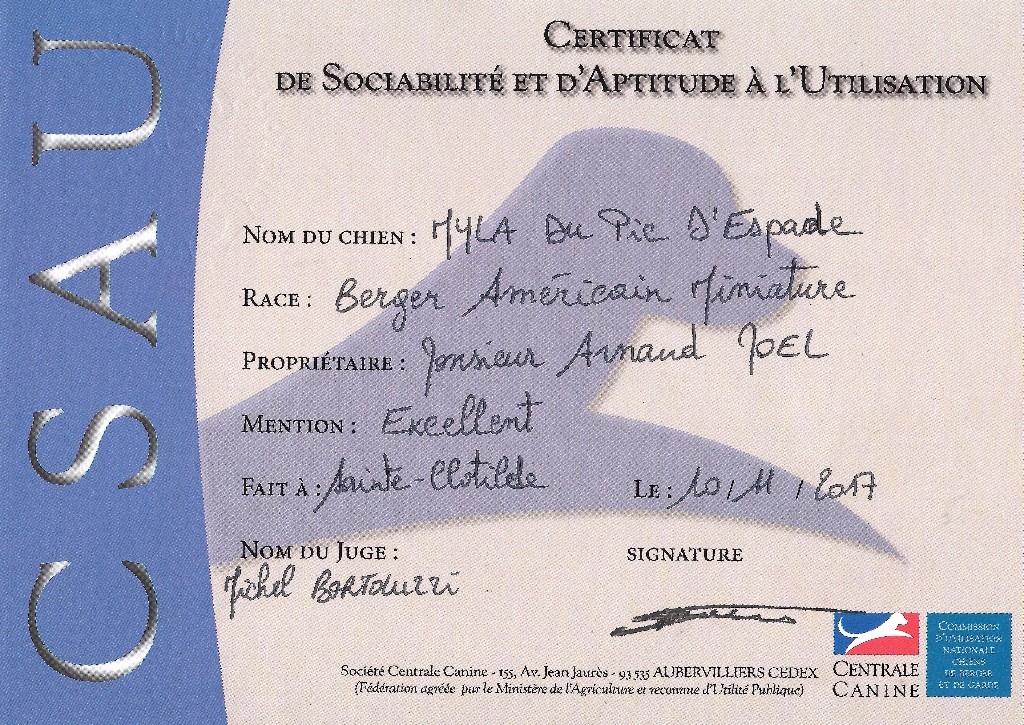 CSAU
CERTIFICAT
DE SOCIABILITÉ ET D'APTITUDE À L'UTILISATION
NOM DU CHIEN : MYLA Du Pic D'Espade
RACE : Berger Américain Miniature
PROPRIÉTAIRE : Monsieur Arnaud JOEL
MENTION : Excellent
FAIT À : Sainte-Clotilde LE : 10 / 11 / 2017
NOM DU JUGE : SIGNATURE
Michel BORTOLUZZI
Société Centrale Canine - 155, Av. Jean Jaurès - 93 535 AUBERVILLIERS CEDEX
(Fédération agréée par le Ministère de l'Agriculture et reconnue d'Utilité Publique)
CENTRALE
CANINE
COMMISSION
D'UTILISATION
NATIONALE
CHIENS
DE BERGER
ET DE GARDE